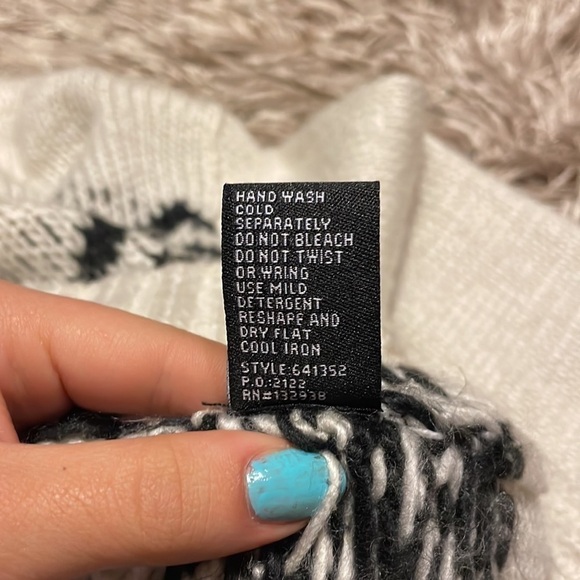 HAND WASH
COLD
SEPARATELY
DO NOT BLEACH
DO NOT TWIST
OR WRING
USE MILD
DETERGENT
RESHAPE AND
DRY FLAT
COOL IRON
STYLE:641352
P.O.:2122
RN#132938